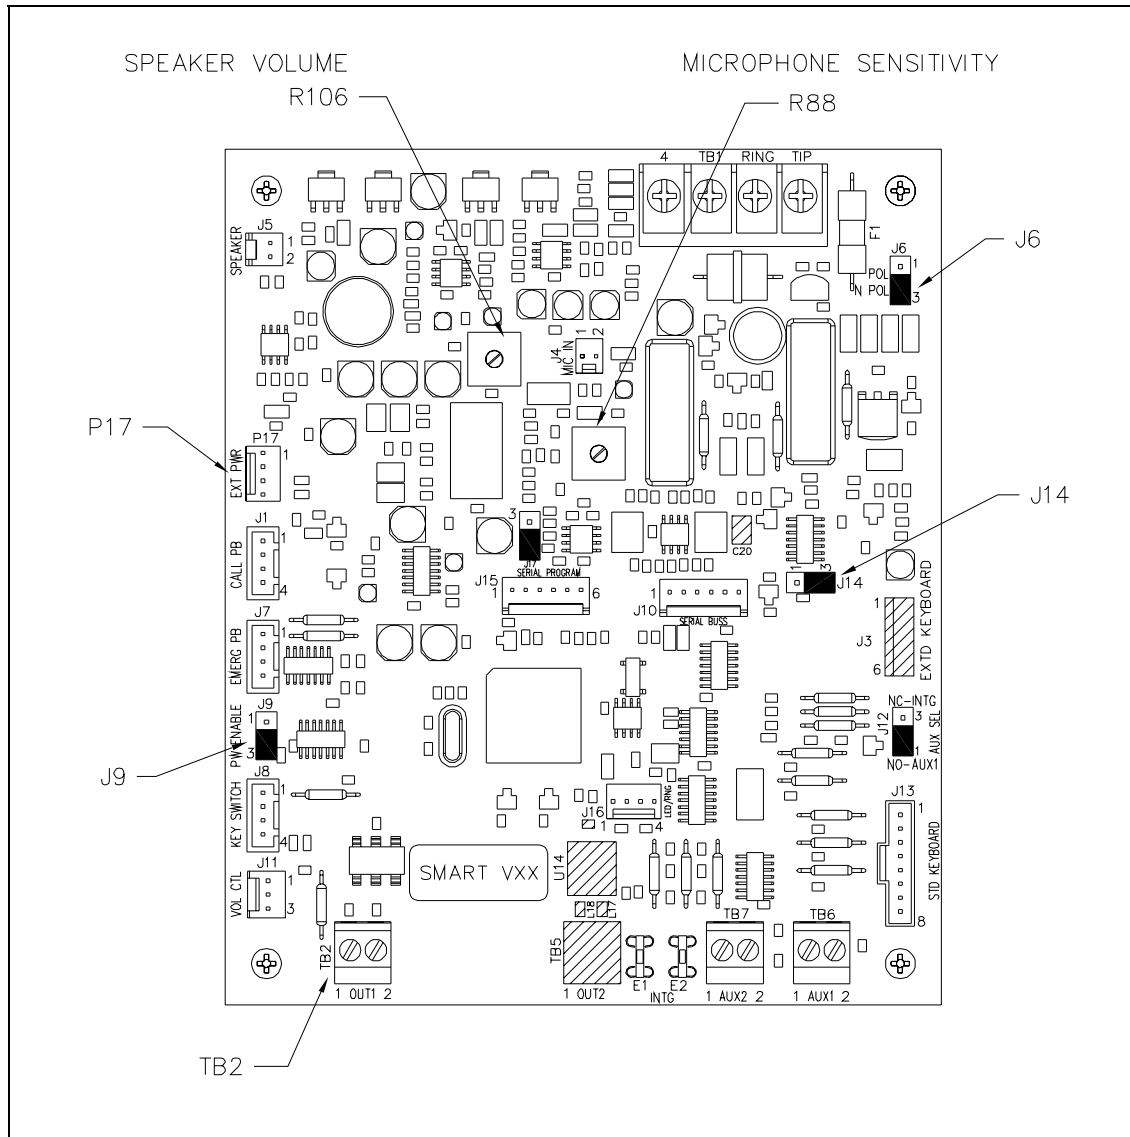 SPEAKER VOLUME
R106
MICROPHONE SENSITIVITY
R88
4 TB1 RING TIP
J5
SPEAKER
1
2
F1
J6
1
POL
N POL
3
J6
J4
MIC IN
1 2
P17
P17
EXT PWR
1
J14
J1
CALL PB
1
4
3
J17
C20
SERIAL PROGRAM
J15
1 6
1
J10
SERIAL BUSS
1 3
J14
1
J3
6
EXTD KEYBOARD
J7
EMERG PB
1
J9
PWR ENABLE
1
3
J9
NC-INTG
3
J12
AUX SEL
1
NO-AUX1
J8
KEY SWITCH
1
4
J16
1 4
LED/RNG
J13
1
STD KEYBOARD
8
J11
VOL CTL
1
3
SMART VXX
U14
L18 L17
TB2
1 OUT1 2
TB5
1 OUT2
E1 E2
INTG
TB7
1 AUX2 2
TB6
1 AUX1 2
TB2